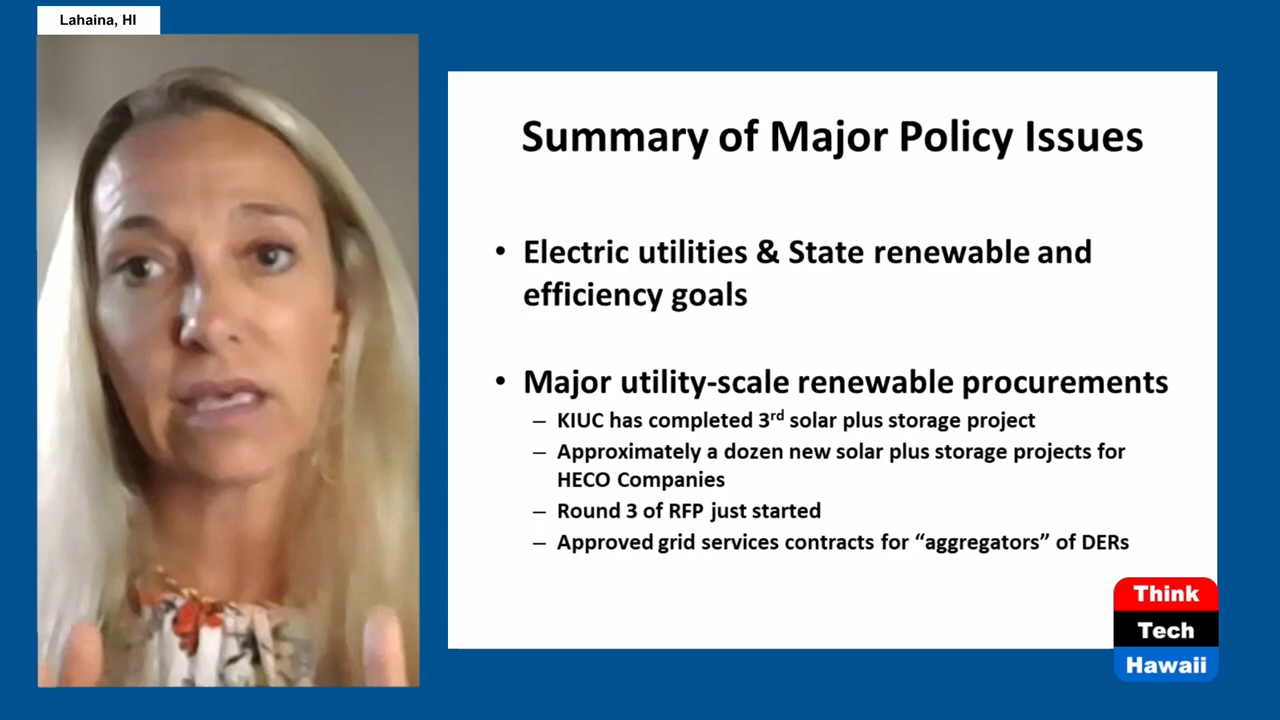 Lahaina, HI
Summary of Major Policy Issues
• Electric utilities & State renewable and
efficiency goals
• Major utility-scale renewable procurements
– KIUC has completed 3rd solar plus storage project
– Approximately a dozen new solar plus storage projects for
HECO Companies
– Round 3 of RFP just started
– Approved grid services contracts for “aggregators” of DERs
Think
Tech
Hawaii